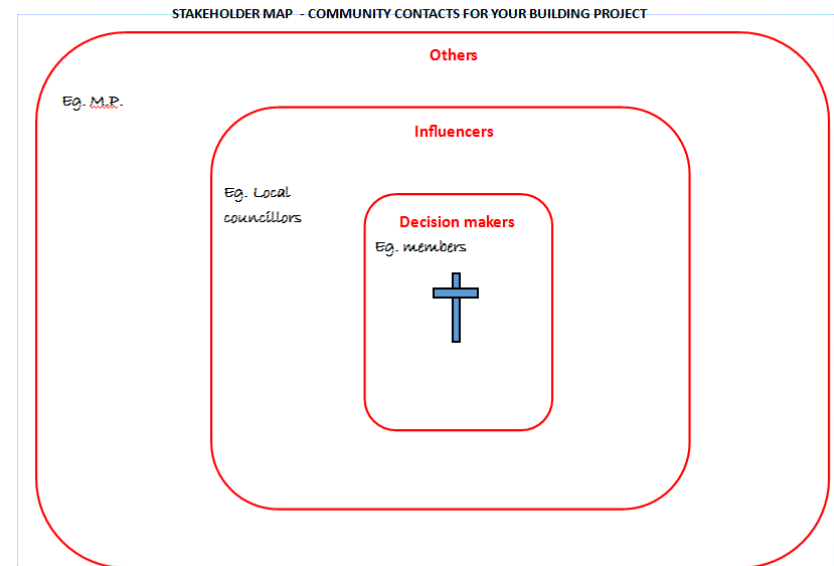 STAKEHOLDER MAP - COMMUNITY CONTACTS FOR YOUR BUILDING PROJECT
Others
Eg. M.P.
Influencers
Eg. Local
councillors
Decision makers
Eg. members